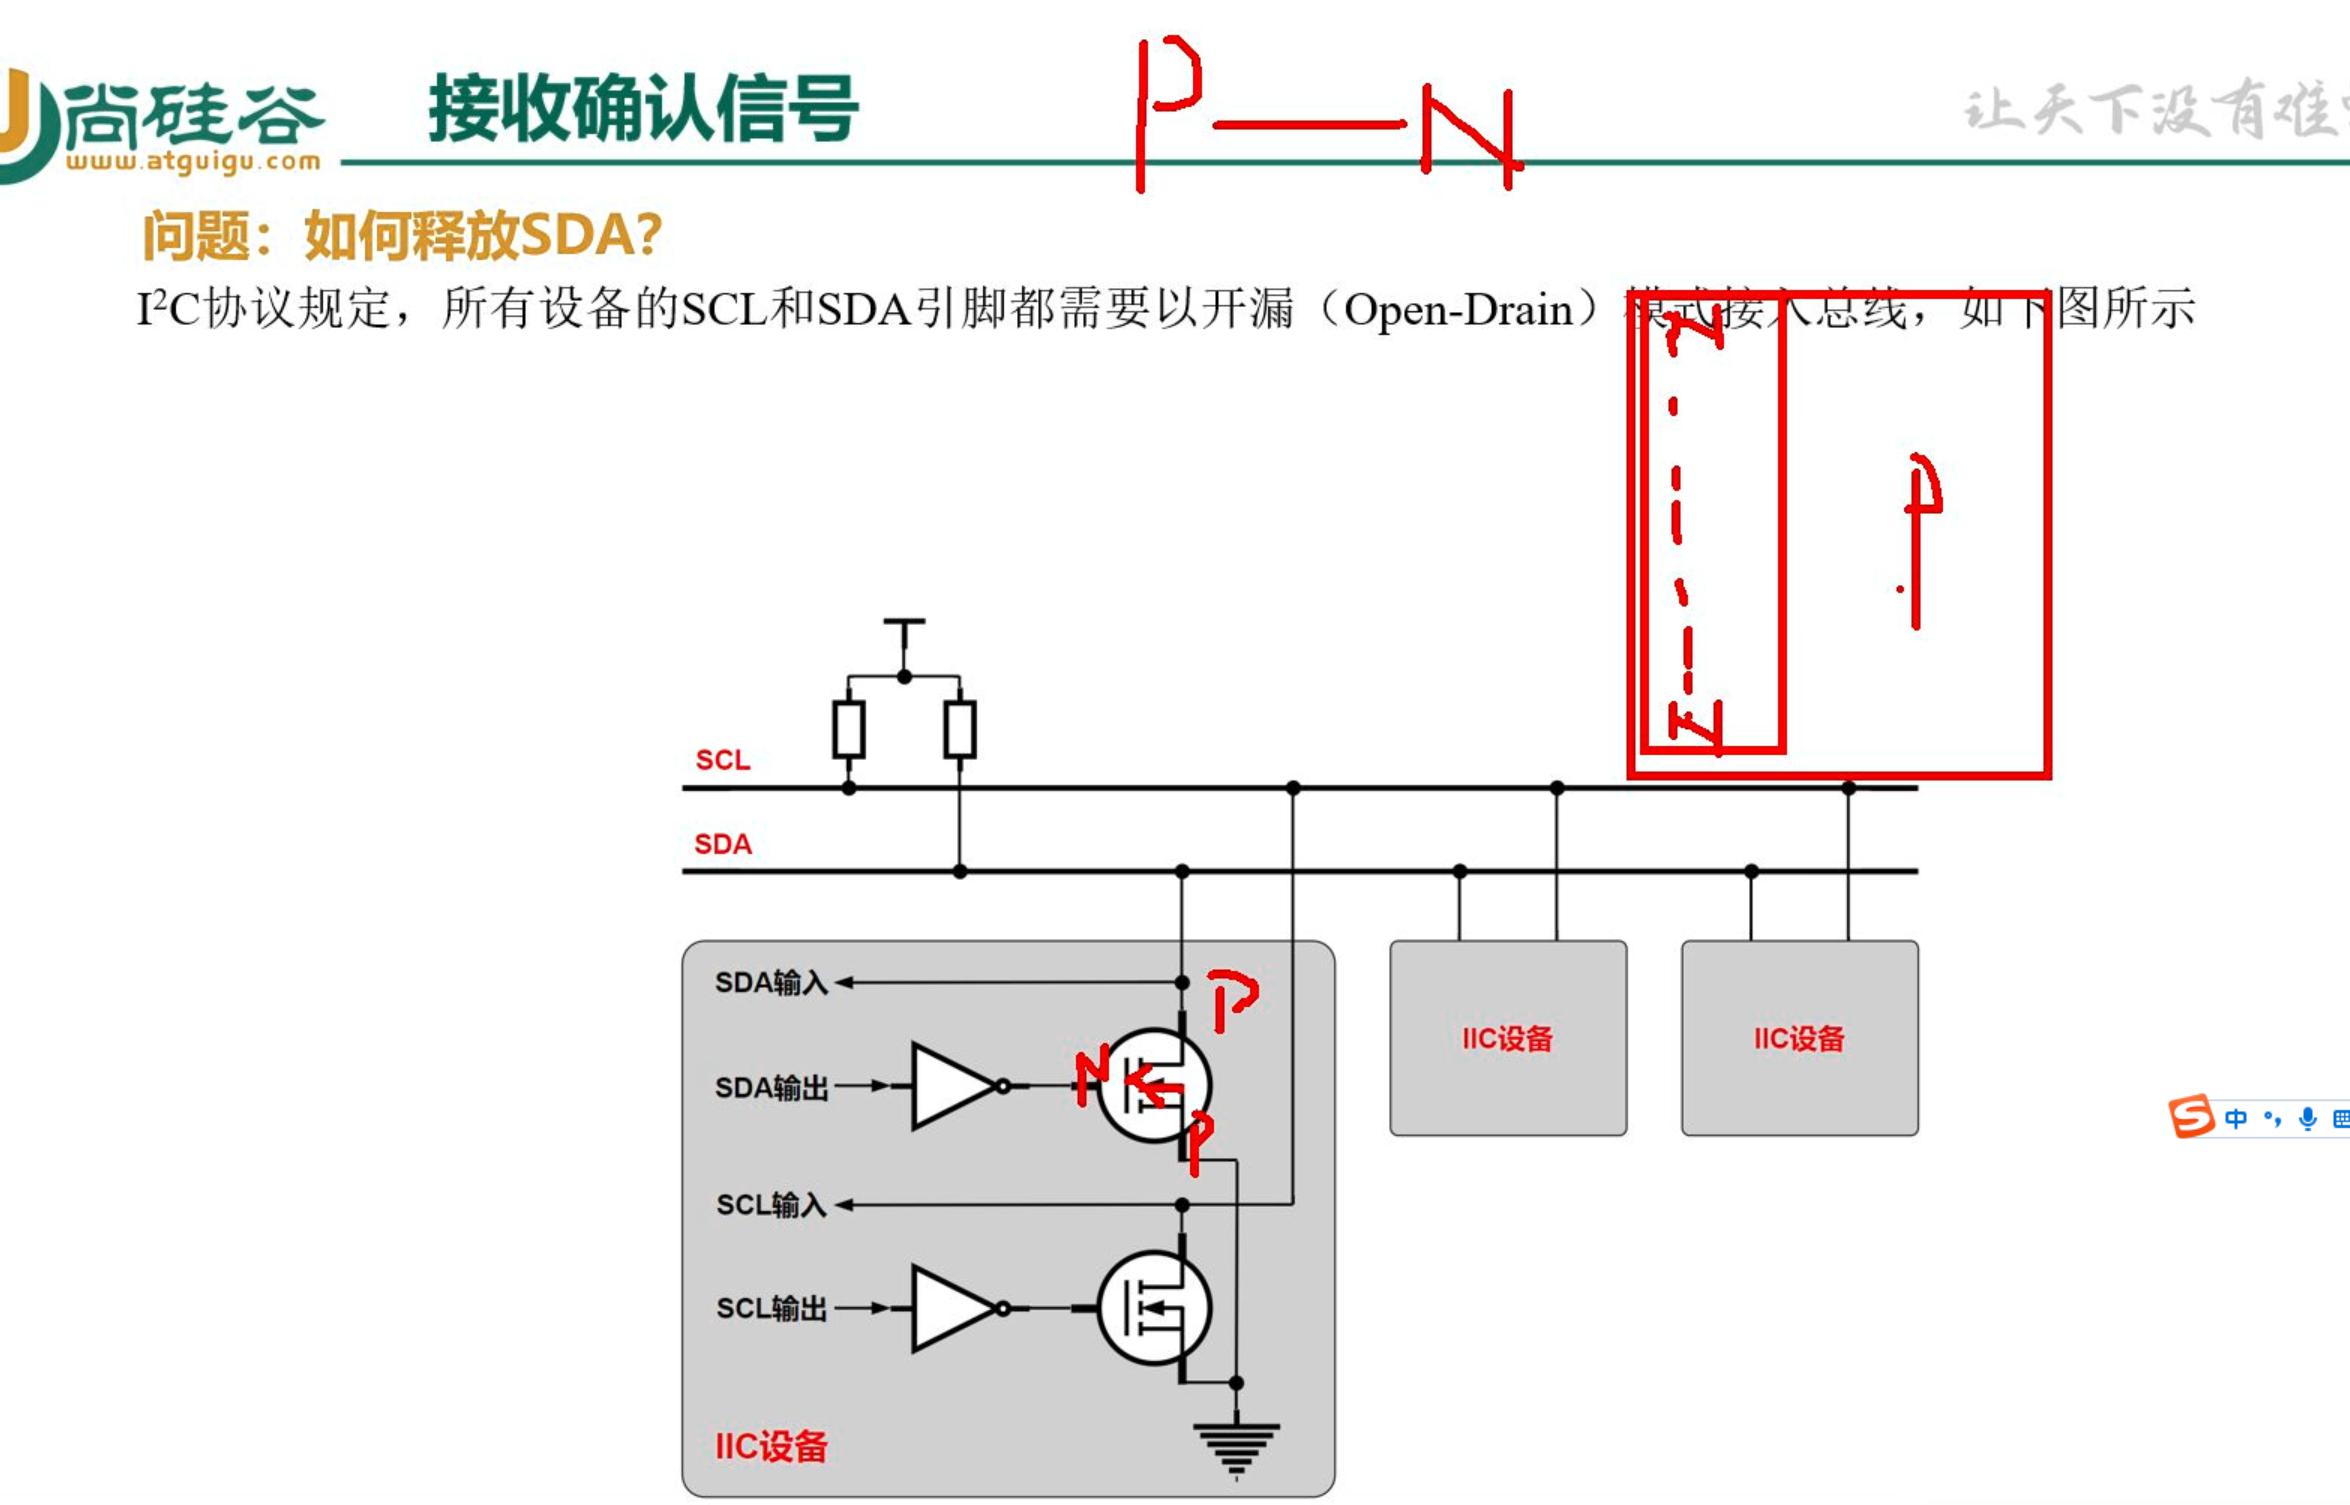 尚硅谷
www.atguigu.com
接收确认信号
P—N
让天下没有难
问题：如何释放SDA？
I²C协议规定，所有设备的SCL和SDA引脚都需要以开漏（Open-Drain）模式接入总线，如下图所示
N
P
N
SCL
SDA
SDA输入
P
N
SDA输出
P
SCL输入
SCL输出
IIC设备
IIC设备
IIC设备
中